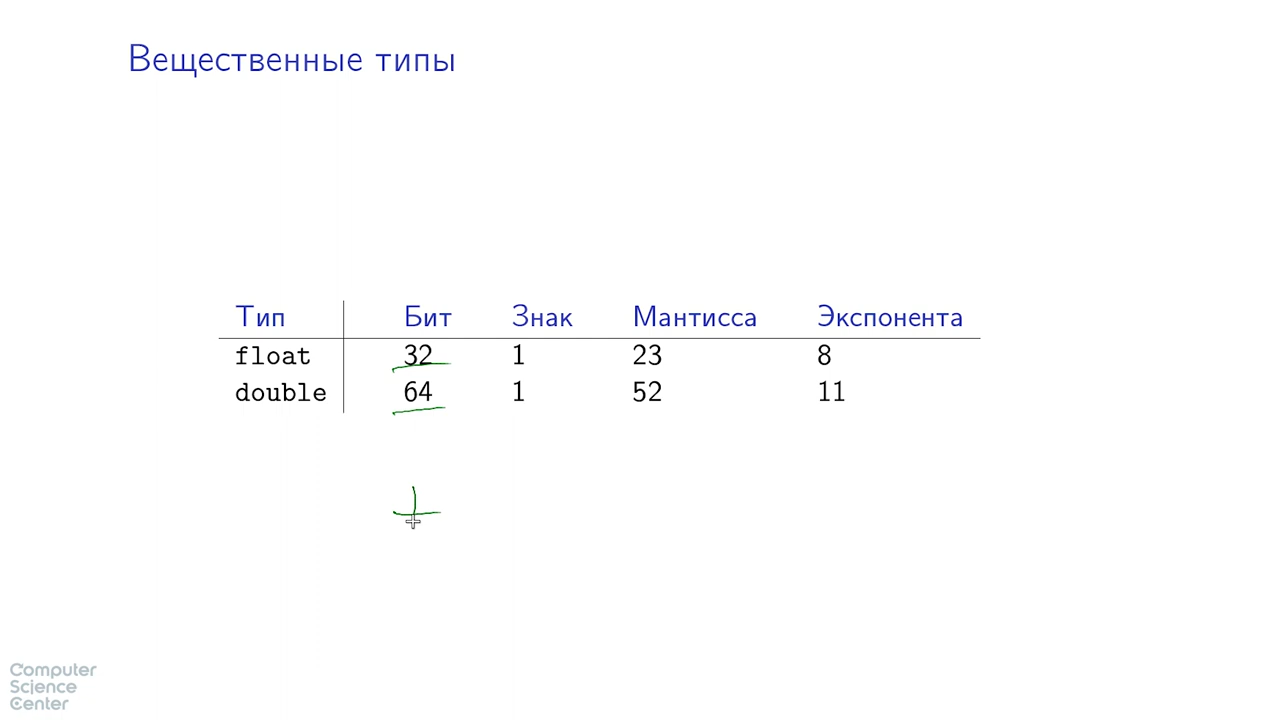 Вещественные типы
Тип Бит Знак Мантисса Экспонента
float 32 1 23 8
double 64 1 52 11
Computer
Science
Center